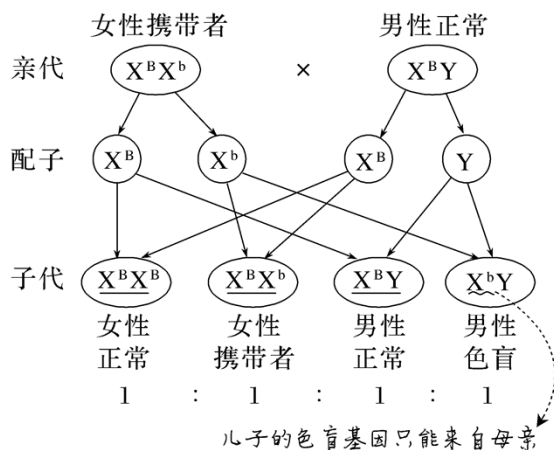 女性携带者 男性正常
亲代 XᴮXᵇ × XᴮY
配子 Xᴮ Xᵇ Xᴮ Y
子代 XᴮXᴮ XᴮXᵇ XᴮY XᵇY
女性 女性 男性 男性
正常 携带者 正常 色盲
1 : 1 : 1 : 1
儿子的色盲基因只能来自母亲